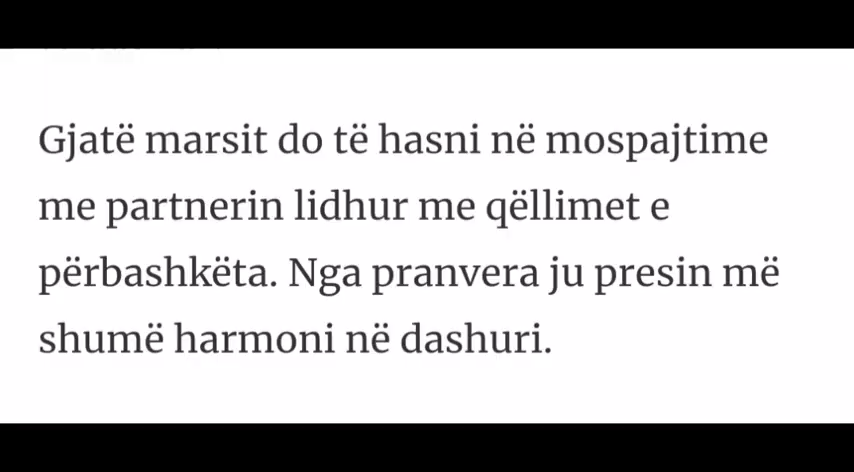 Gjatë marsit do të hasni në mospajtime
me partnerin lidhur me qëllimet e
përbashkëta. Nga pranvera ju presin më
shumë harmoni në dashuri.